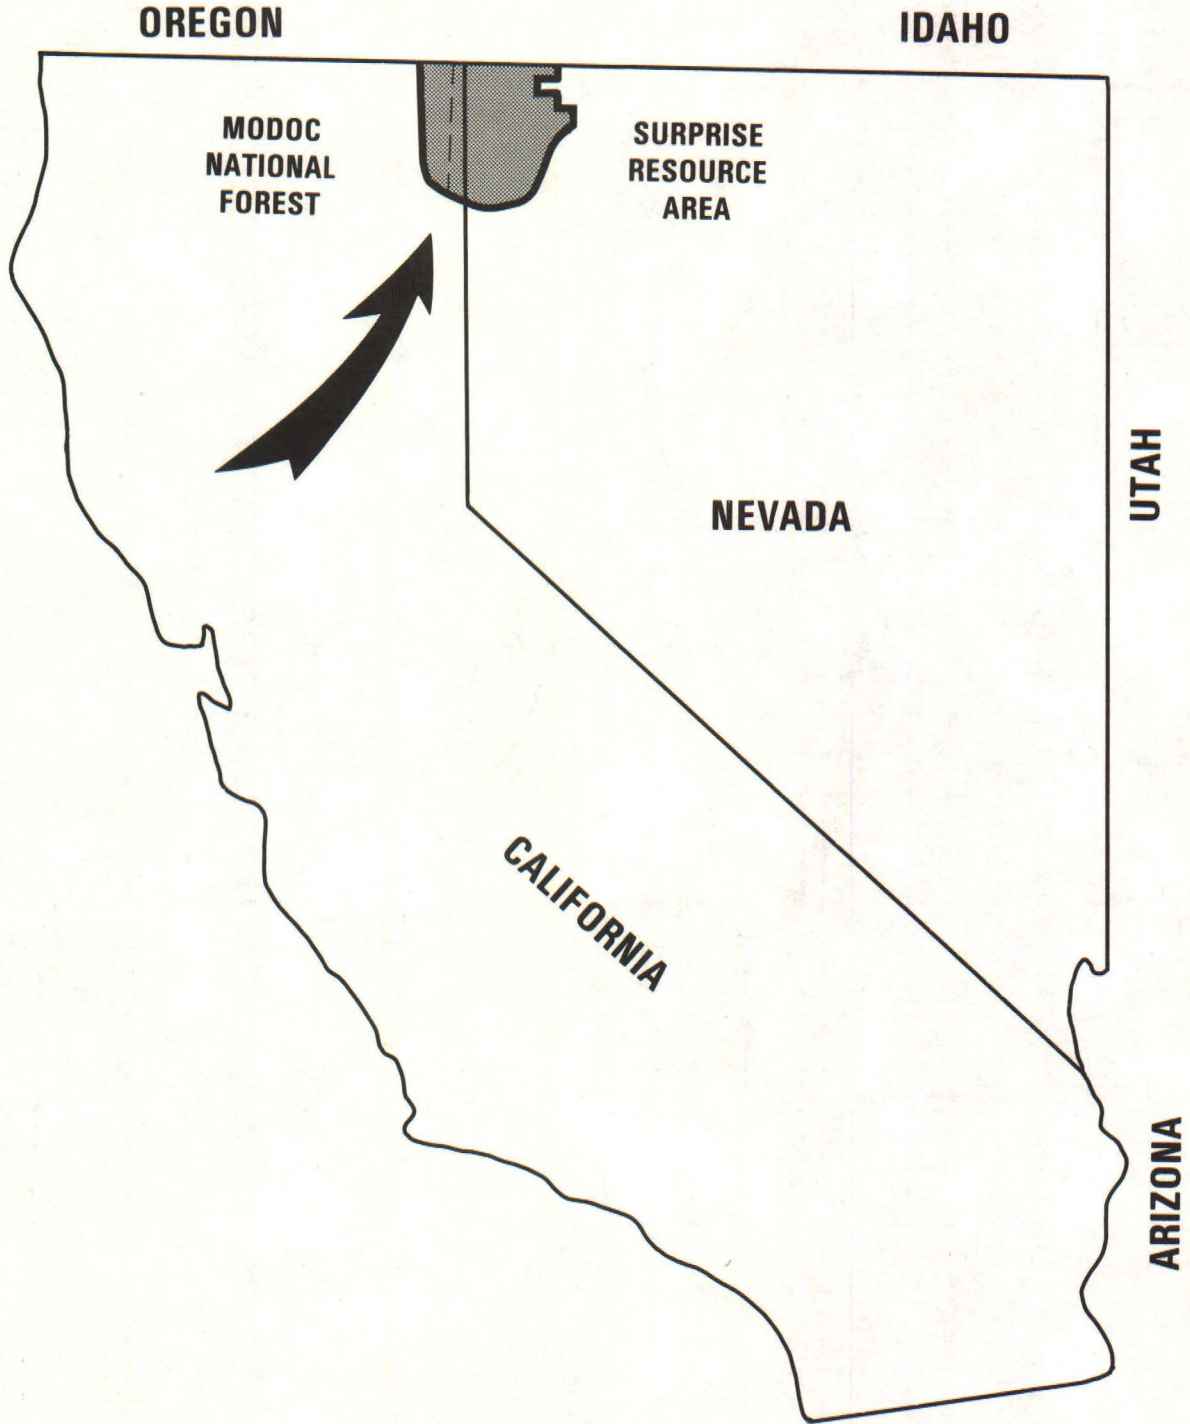 OREGON
IDAHO
MODOC
NATIONAL
FOREST
SURPRISE
RESOURCE
AREA
NEVADA
UTAH
CALIFORNIA
ARIZONA